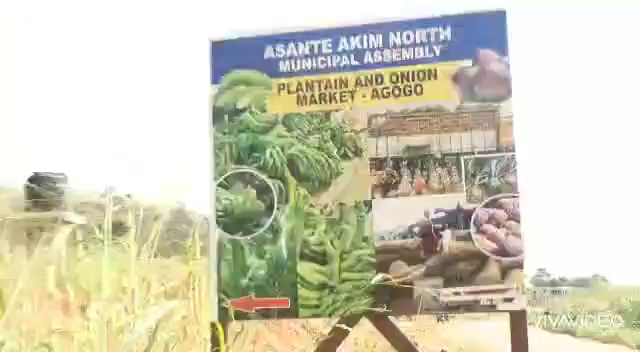 ASANTE AKIM NORTH
MUNICIPAL ASSEMBLY
PLANTAIN AND ONION
MARKET - AGOGO
VIVAVIDEO